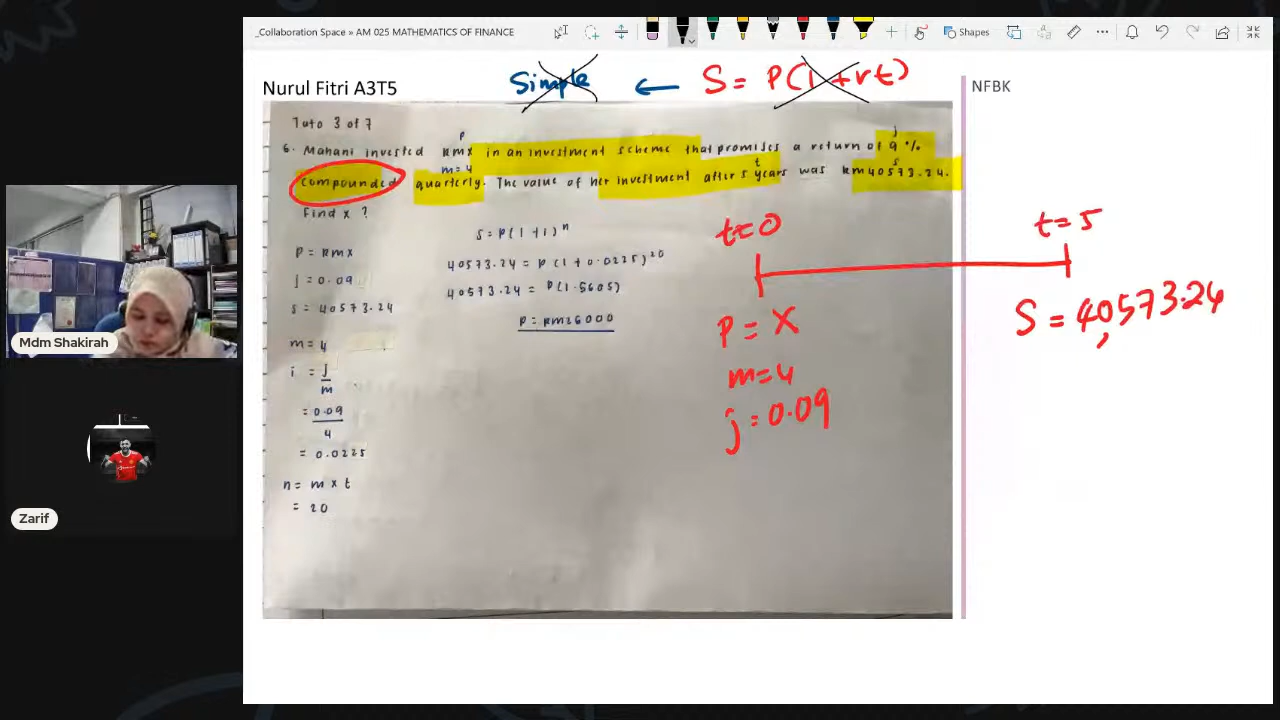 _Collaboration Space » AM 025 MATHEMATICS OF FINANCE
Shapes
Simple ← S = P(1+rt)
Nurul Fitri A3T5
NFBK
Tuto 3 of 7
P
j
6. Mahani invested RMx in an investment scheme that promises a return of 9%
m=4
t
s
compounded quarterly. The value of her investment after 5 years was RM40573.24.
Find x ?
P = RMx
j = 0.09
S = 40573.24
m = 4
i = j/m
= 0.09/4
= 0.0225
n = m x t
= 20
S = P(1+i)^n
40573.24 = P(1+0.0225)^20
40573.24 = P(1.5605)
P = RM26000
t=0
t=5
P = X
m=4
j = 0.09
S = 40,573.24
Mdm Shakirah
Zarif